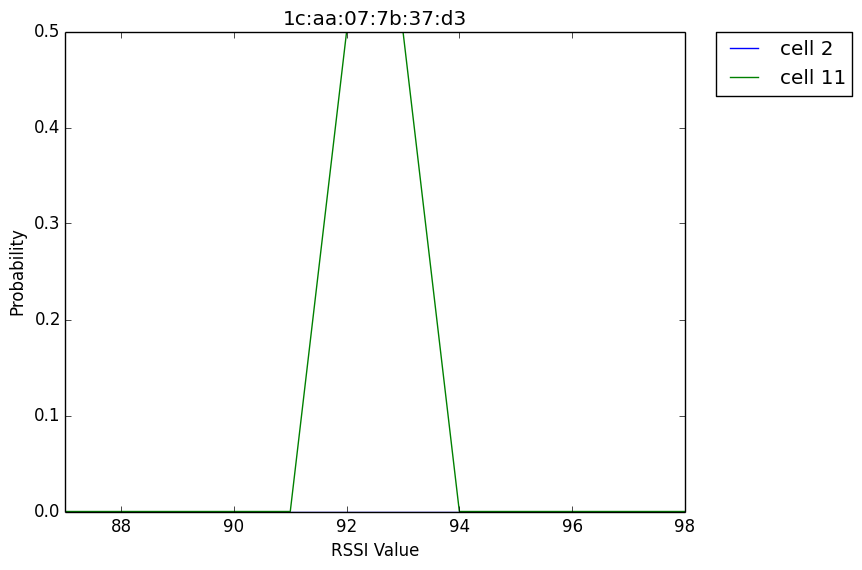 1c:aa:07:7b:37:d3
cell 2
cell 11
0.5
0.4
0.3
0.2
0.1
0.0
Probability
88 90 92 94 96 98
RSSI Value